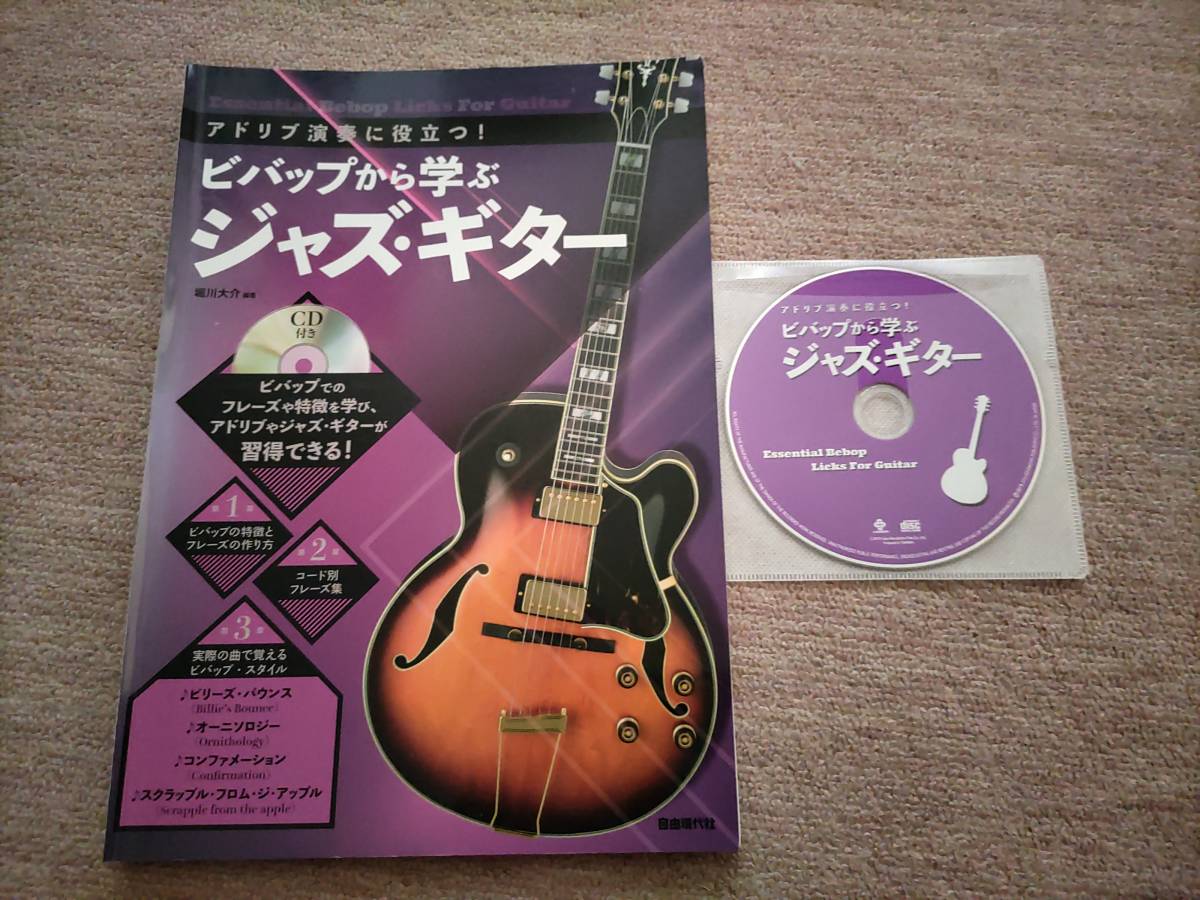 Essential Bebop Licks For Guitar
アドリブ演奏に役立つ!
ビバップから学ぶ
ジャズ・ギター
堀川大介 編著
CD
付き
ビバップでの
フレーズや特徴を学び、
アドリブやジャズ・ギターが
習得できる!
第1章
ビバップの特徴と
フレーズの作り方
第2章
コード別
フレーズ集
第3章
実際の曲で覚える
ビバップ・スタイル
♪ビリーズ・バウンス
(Billie's Bounce)
♪オーニソロジー
(Ornithology)
♪コンファメーション
(Confirmation)
♪スクラップル・フロム・ジ・アップル
(Scrapple from the apple)
自由現代社
アドリブ演奏に役立つ!
ビバップから学ぶ
ジャズ・ギター
Essential Bebop
Licks For Guitar